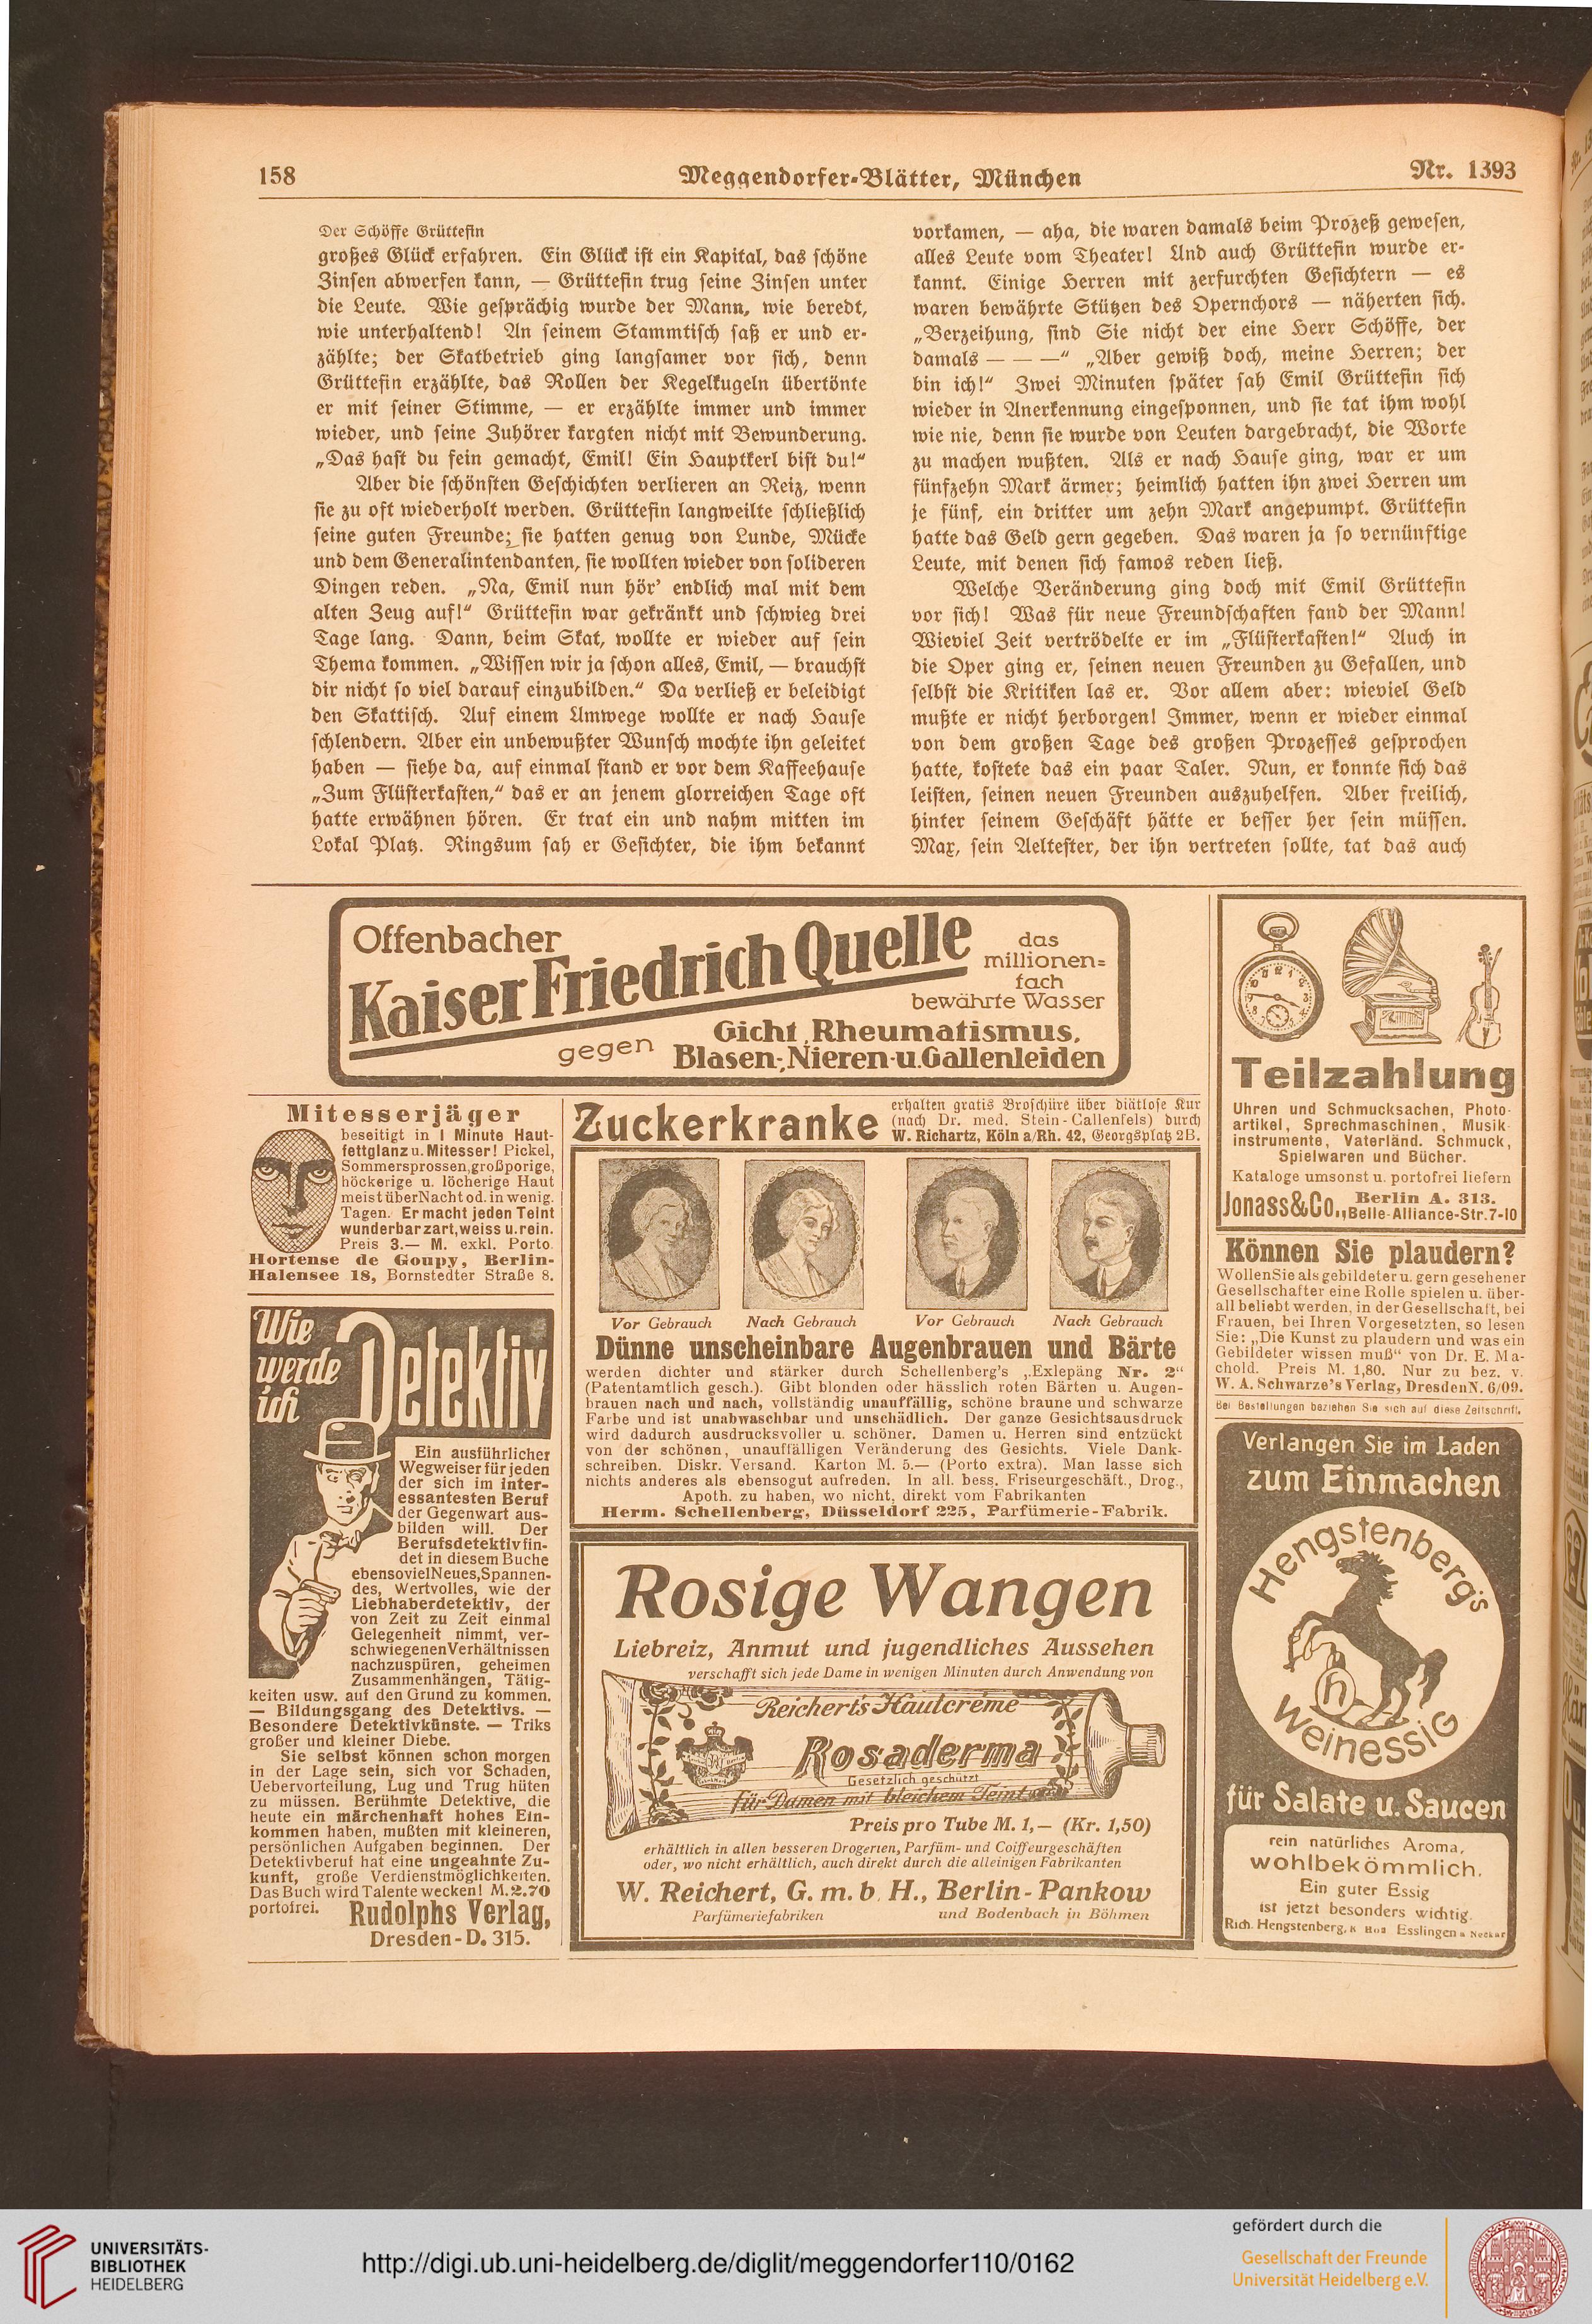 158
Meggendorfer-Blätter, München
Nr. 1393
Der Schöffe Grüttefin
großes Glück erfahren. Ein Glück ist ein Kapital, das schöne
Zinsen abwerfen kann, — Grüttefin trug seine Zinsen unter
die Leute. Wie gesprächig wurde der Mann, wie beredt,
wie unterhaltend! An seinem Stammtisch saß er und er-
zählte; der Skatbetrieb ging langsamer vor sich, denn
Grüttefin erzählte, das Rollen der Kegelkugeln übertönte
er mit seiner Stimme, — er erzählte immer und immer
wieder, und seine Zuhörer kargten nicht mit Bewunderung.
„Das hast du fein gemacht, Emil! Ein Hauptkerl bist du!“
Aber die schönsten Geschichten verlieren an Reiz, wenn
sie zu oft wiederholt werden. Grüttefin langweilte schließlich
seine guten Freunde; sie hatten genug von Lunde, Mücke
und dem Generalintendanten, sie wollten wieder von solideren
Dingen reden. „Na, Emil nun hör’ endlich mal mit dem
alten Zeug auf!“ Grüttefin war gekränkt und schwieg drei
Tage lang. Dann, beim Skat, wollte er wieder auf sein
Thema kommen. „Wissen wir ja schon alles, Emil, — brauchst
dir nicht so viel darauf einzubilden.“ Da verließ er beleidigt
den Skattisch. Auf einem Umwege wollte er nach Hause
schlendern. Aber ein unbewußter Wunsch mochte ihn geleitet
haben — siehe da, auf einmal stand er vor dem Kaffeehause
„Zum Flüsterkasten,“ das er an jenem glorreichen Tage oft
hatte erwähnen hören. Er trat ein und nahm mitten im
Lokal Platz. Ringsum sah er Gesichter, die ihm bekannt
vorkamen, — aha, die waren damals beim Prozeß gewesen,
alles Leute vom Theater! Und auch Grüttefin wurde er-
kannt. Einige Herren mit zerfurchten Gesichtern — es
waren bewährte Stützen des Opernchors — näherten sich.
„Verzeihung, sind Sie nicht der eine Herr Schöffe, der
damals — — —“ „Aber gewiß doch, meine Herren; der
bin ich!“ Zwei Minuten später sah Emil Grüttefin sich
wieder in Anerkennung eingesponnen, und sie tat ihm wohl
wie nie, denn sie wurde von Leuten dargebracht, die Worte
zu machen wußten. Als er nach Hause ging, war er um
fünfzehn Mark ärmer; heimlich hatten ihn zwei Herren um
je fünf, ein dritter um zehn Mark angepumpt. Grüttefin
hatte das Geld gern gegeben. Das waren ja so vernünftige
Leute, mit denen sich famos reden ließ.
Welche Veränderung ging doch mit Emil Grüttefin
vor sich! Was für neue Freundschaften fand der Mann!
Wieviel Zeit vertrödelte er im „Flüsterkasten!“ Auch in
die Oper ging er, seinen neuen Freunden zu Gefallen, und
selbst die Kritiken las er. Vor allem aber: wieviel Geld
mußte er nicht herborgen! Immer, wenn er wieder einmal
von dem großen Tage des großen Prozesses gesprochen
hatte, kostete das ein paar Taler. Nun, er konnte sich das
leisten, seinen neuen Freunden auszuhelfen. Aber freilich,
hinter seinem Geschäft hätte er besser her sein müssen.
Max, sein Aeltester, der ihn vertreten sollte, tat das auch
Offenbacher
Kaiser Friedrich Quelle
das
millionen=
fach
bewährte Wasser
gegen
Gicht, Rheumatismus,
Blasen-, Nieren- u. Gallenleiden
Mitesserjäger
beseitigt in 1 Minute Haut-
fettglanz u. Mitesser! Pickel,
Sommersprossen, großporige,
höckerige u. löcherige Haut
meist über Nacht od. in wenig.
Tagen. Er macht jeden Teint
wunderbar zart, weiss u. rein.
Preis 3.— M. exkl. Porto.
Hortense de Goupy, Berlin-
Halensee 18, Bornstedter Straße 8.
Wie
werde
ich
Detektiv
Ein ausführlicher
Wegweiser für jeden
der sich im inter-
essantesten Beruf
der Gegenwart aus-
bilden will. Der
Berufsdetektiv fin-
det in diesem Buche
ebensoviel Neues, Spannen-
des, Wertvolles, wie der
Liebhaberdetektiv, der
von Zeit zu Zeit einmal
Gelegenheit nimmt, ver-
schwiegenen Verhältnissen
nachzuspüren, geheimen
Zusammenhängen, Tätig-
keiten usw. auf den Grund zu kommen.
— Bildungsgang des Detektivs. —
Besondere Detektivkünste. — Triks
großer und kleiner Diebe.
Sie selbst können schon morgen
in der Lage sein, sich vor Schaden,
Uebervorteilung, Lug und Trug hüten
zu müssen. Berühmte Detektive, die
heute ein märchenhaft hohes Ein-
kommen haben, mußten mit kleineren,
persönlichen Aufgaben beginnen. Der
Detektivberuf hat eine ungeahnte Zu-
kunft, große Verdienstmöglichkeiten.
Das Buch wird Talente wecken! M. 2.70
portofrei. Rudolphs Verlag,
Dresden-D. 315.
Zuckerkranke
erhalten gratis Broschüre über diätlose Kur
(nach Dr. med. Stein-Callenfels) durch
W. Richartz, Köln a/Rh. 42, Georgsplatz 2B.
Vor Gebrauch
Nach Gebrauch
Vor Gebrauch
Nach Gebrauch
Dünne unscheinbare Augenbrauen und Bärte
werden dichter und stärker durch Schellenberg's „Exlepäng Nr. 2“
(Patentamtlich gesch.). Gibt blonden oder hässlich roten Bärten u. Augen-
brauen nach und nach, vollständig unauffällig, schöne braune und schwarze
Farbe und ist unabwaschbar und unschädlich. Der ganze Gesichtsausdruck
wird dadurch ausdrucksvoller u. schöner. Damen u. Herren sind entzückt
von der schönen, unauffälligen Veränderung des Gesichts. Viele Dank-
schreiben. Diskr. Versand. Karton M. 5.— (Porto extra). Man lasse sich
nichts anderes als ebensogut aufreden. In all. bess. Friseurgeschäft., Drog.,
Apoth. zu haben, wo nicht, direkt vom Fabrikanten
Herm. Schellenberg, Düsseldorf 225, Parfümerie-Fabrik.
Rosige Wangen
Liebreiz, Anmut und jugendliches Aussehen
verschafft sich jede Dame in wenigen Minuten durch Anwendung von
Reichert's Hautcrême
Rosaderma
Gesetzlich geschützt
für Damen mit bleichem Teint
Preis pro Tube M. 1,— (Kr. 1,50)
erhältlich in allen besseren Drogerien, Parfüm- und Coiffeurgeschäften
oder, wo nicht erhältlich, auch direkt durch die alleinigen Fabrikanten
W. Reichert, G. m. b. H., Berlin-Pankow
Parfümeriefabriken und Bodenbach in Böhmen
Teilzahlung
Uhren und Schmucksachen, Photo-
artikel, Sprechmaschinen, Musik-
instrumente, Vaterländ. Schmuck,
Spielwaren und Bücher.
Kataloge umsonst u. portofrei liefern
Jonass & Co., Berlin A. 313.
Belle-Alliance-Str. 7-10
Können Sie plaudern?
Wollen Sie als gebildeter u. gern gesehener
Gesellschafter eine Rolle spielen u. über-
all beliebt werden, in der Gesellschaft, bei
Frauen, bei Ihren Vorgesetzten, so lesen
Sie: „Die Kunst zu plaudern und was ein
Gebildeter wissen muß“ von Dr. E. Ma-
chold. Preis M. 1,80. Nur zu bez. v.
W. A. Schwarze's Verlag, Dresden N. 6/09.
Bei Bestellungen beziehen Sie sich auf diese Zeitschrift.
Verlangen Sie im Laden
zum Einmachen
Hengstenberg's
h
Weinessig
für Salate u. Saucen
rein natürliches Aroma,
wohlbekömmlich.
Ein guter Essig
ist jetzt besonders wichtig.
Rich. Hengstenberg, Esslingen a Neckar
UNIVERSITÄTS-
BIBLIOTHEK
HEIDELBERG
http://digi.ub.uni-heidelberg.de/diglit/meggendorfer110/0162
gefördert durch die
Gesellschaft der Freunde
Universität Heidelberg e.V.